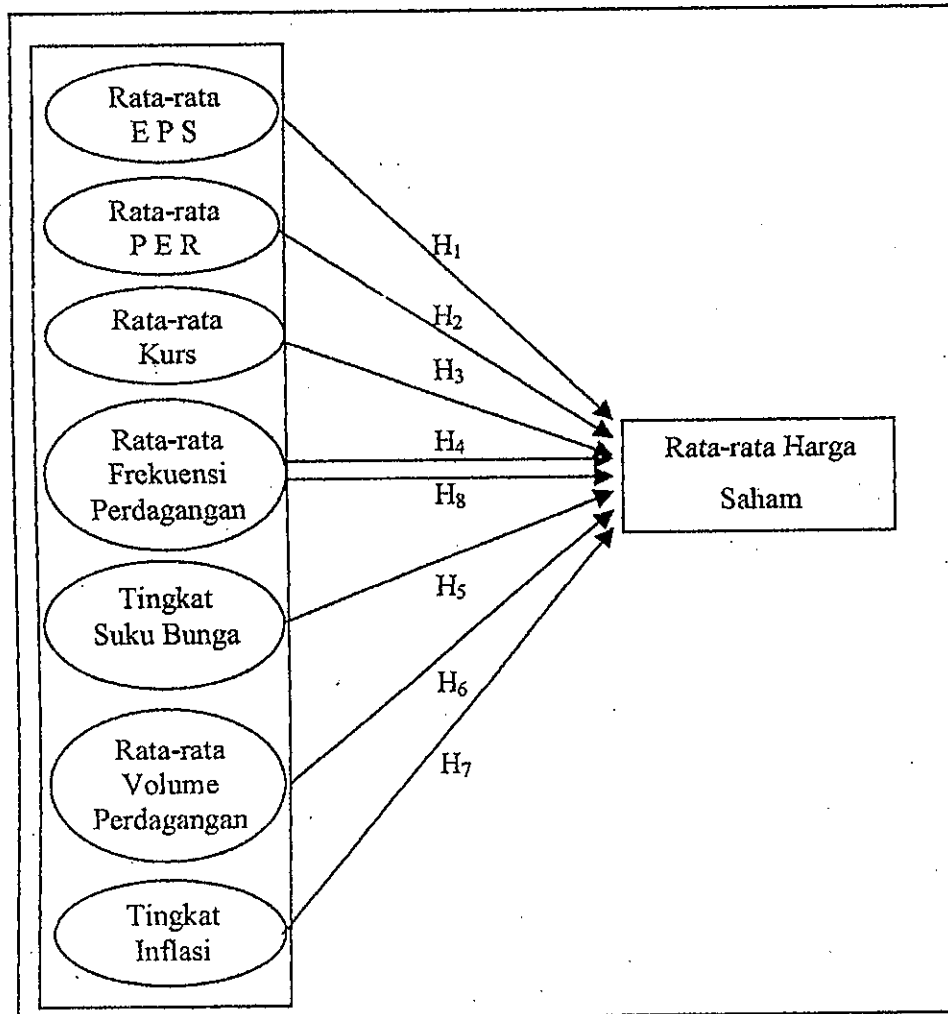 Rata-rata
E P S
Rata-rata
P E R
Rata-rata
Kurs
Rata-rata
Frekuensi
Perdagangan
Tingkat
Suku Bunga
Rata-rata
Volume
Perdagangan
Tingkat
Inflasi
H₁
H₂
H₃
H₄
H₈
H₅
H₆
H₇
Rata-rata Harga
Saham